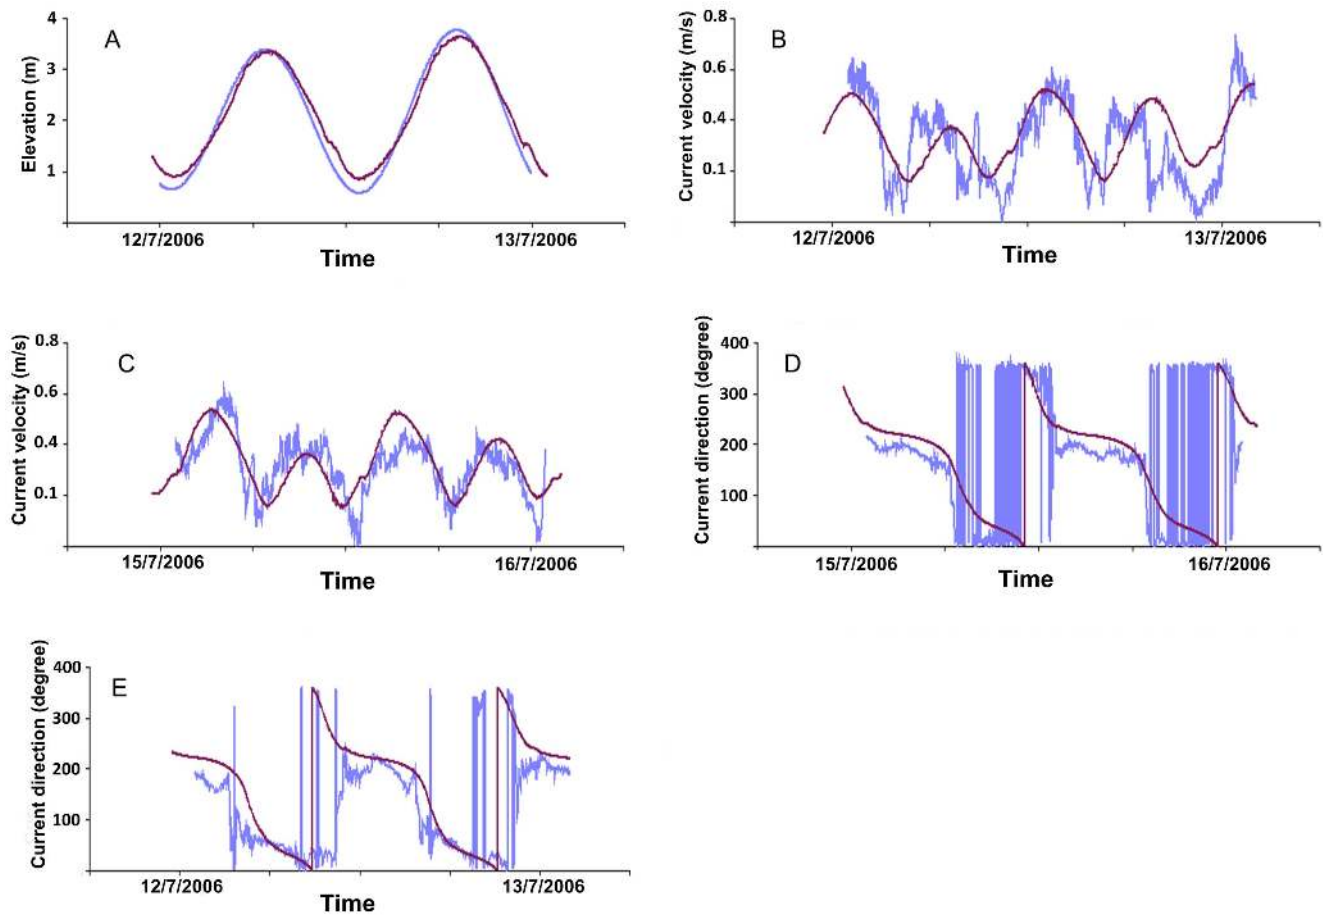 A
Elevation (m)
4
3
2
1
12/7/2006
13/7/2006
Time
B
Current velocity (m/s)
0.8
0.6
0.4
0.1
12/7/2006
13/7/2006
Time
C
Current velocity (m/s)
0.8
0.6
0.4
0.1
15/7/2006
16/7/2006
Time
D
Current direction (degree)
400
300
200
100
15/7/2006
16/7/2006
Time
E
Current direction (degree)
400
300
200
100
12/7/2006
13/7/2006
Time